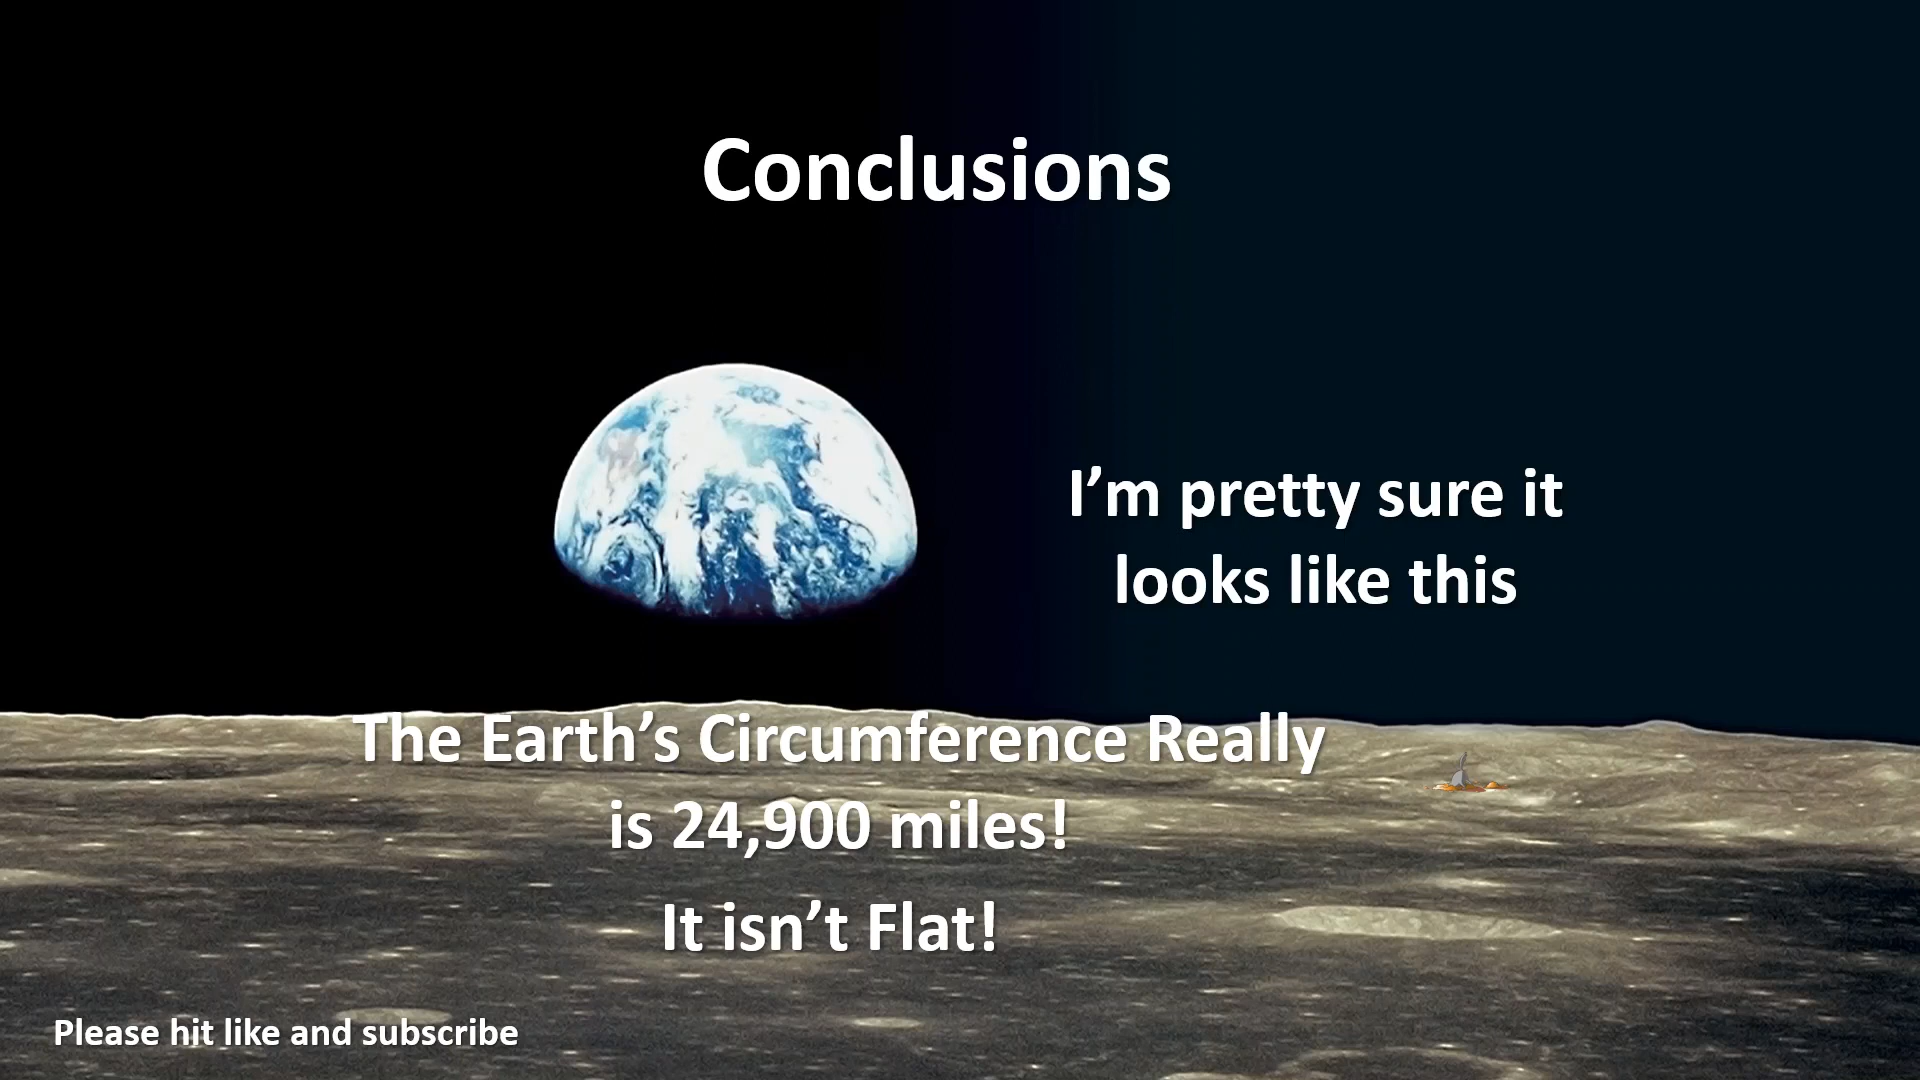 Conclusions
I’m pretty sure it
looks like this
The Earth’s Circumference Really
is 24,900 miles!
It isn’t Flat!
Please hit like and subscribe